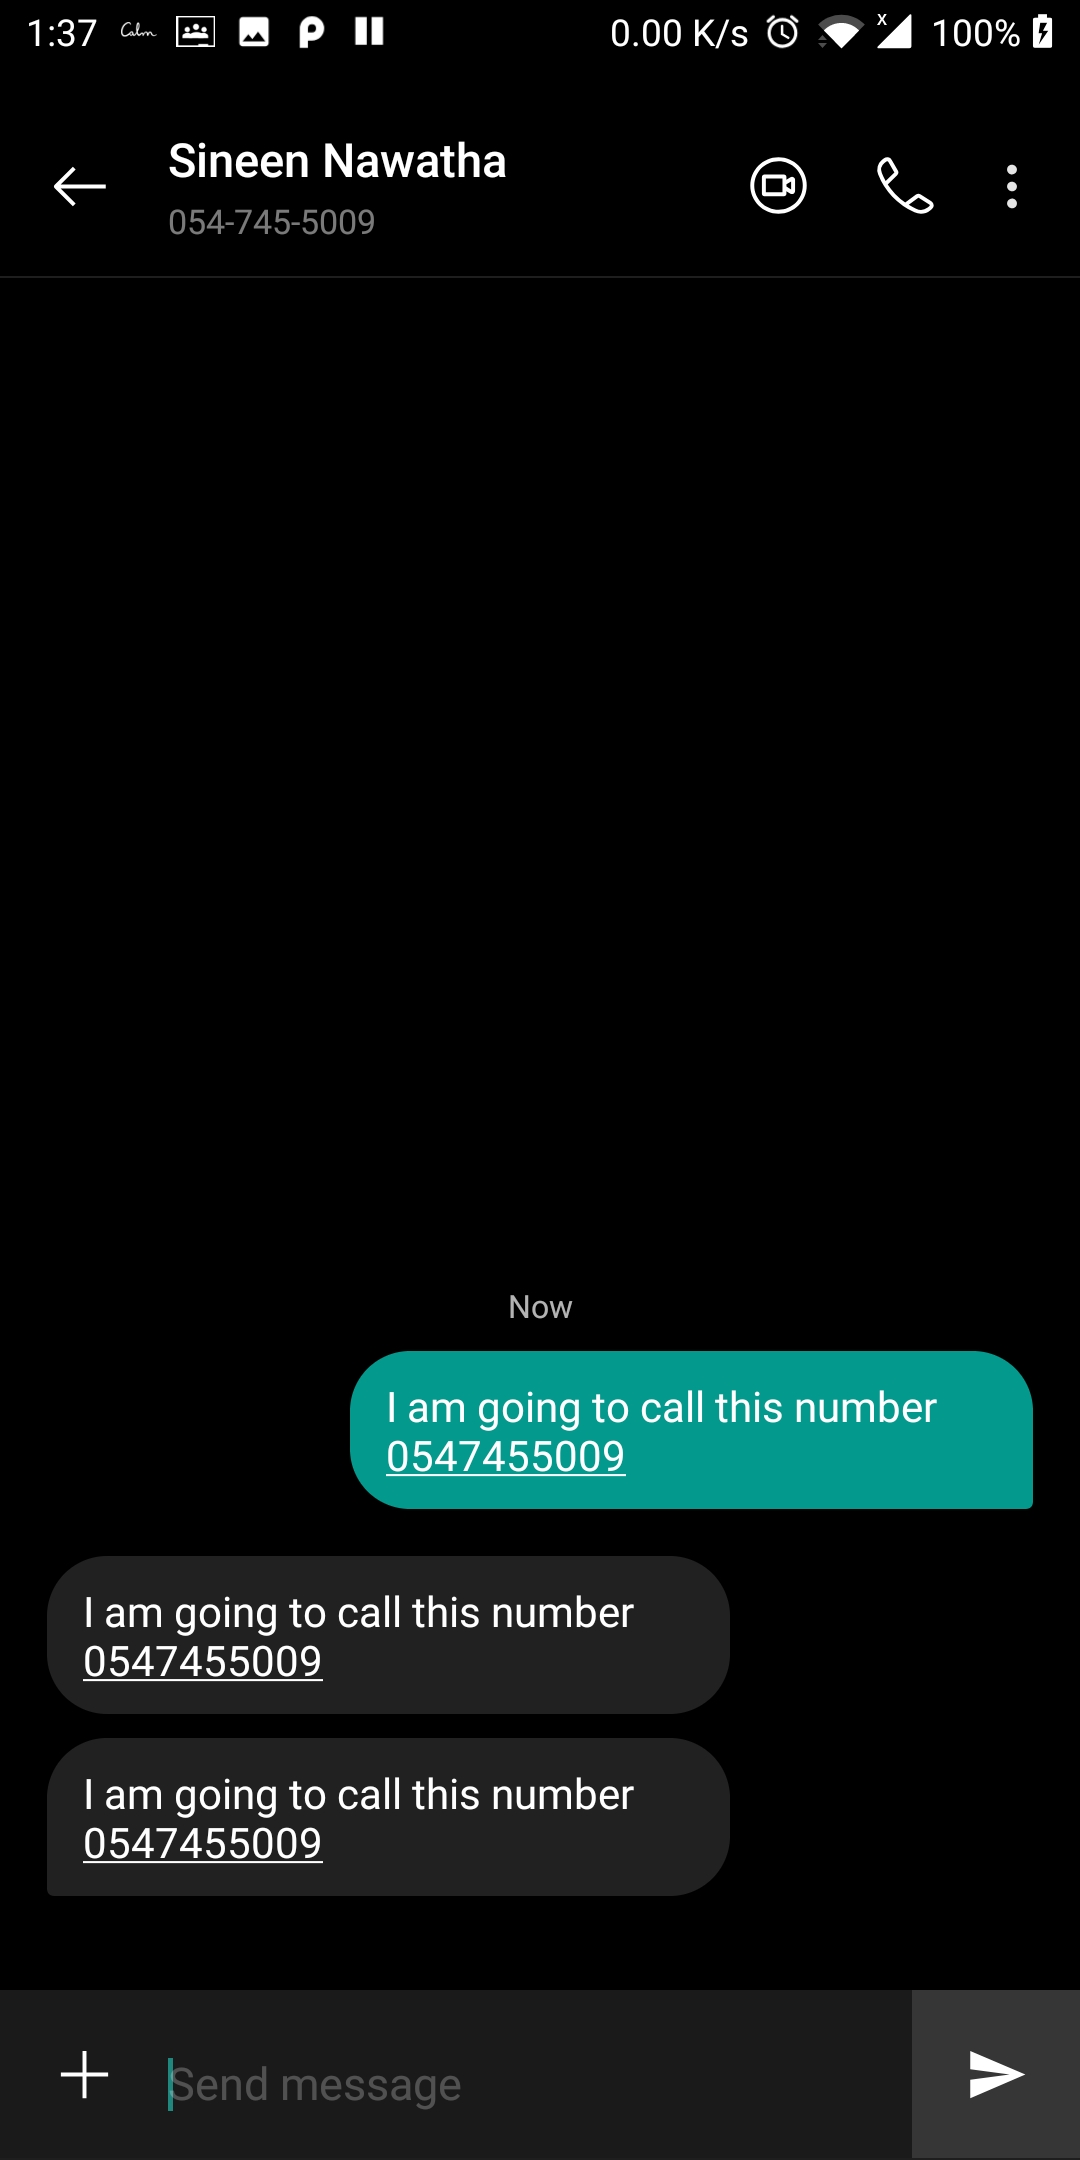 1:37 Calm 0.00 K/s x 100%
Sineen Nawatha
054-745-5009
Now
I am going to call this number
0547455009
I am going to call this number
0547455009
I am going to call this number
0547455009
Send message